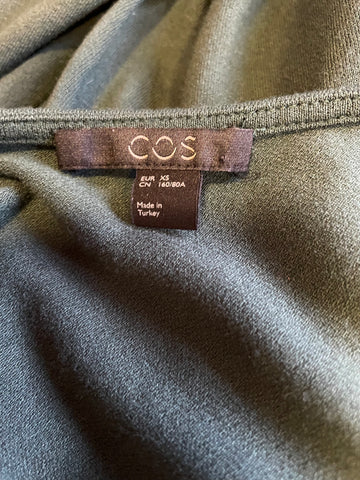 COS
EUR XS
CN 160/80A
Made in
Turkey